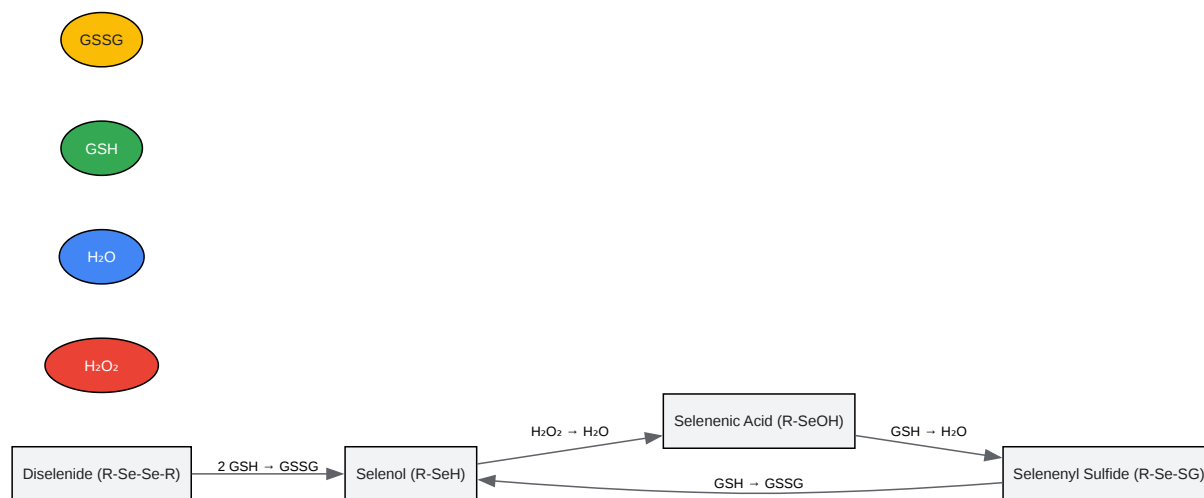 GSSG
GSH
H₂O
H₂O₂
Selenenic Acid (R-SeOH)
H₂O₂ → H₂O
GSH → H₂O
Diselenide (R-Se-Se-R)
2 GSH → GSSG
Selenol (R-SeH)
GSH → GSSG
Selenenyl Sulfide (R-Se-SG)